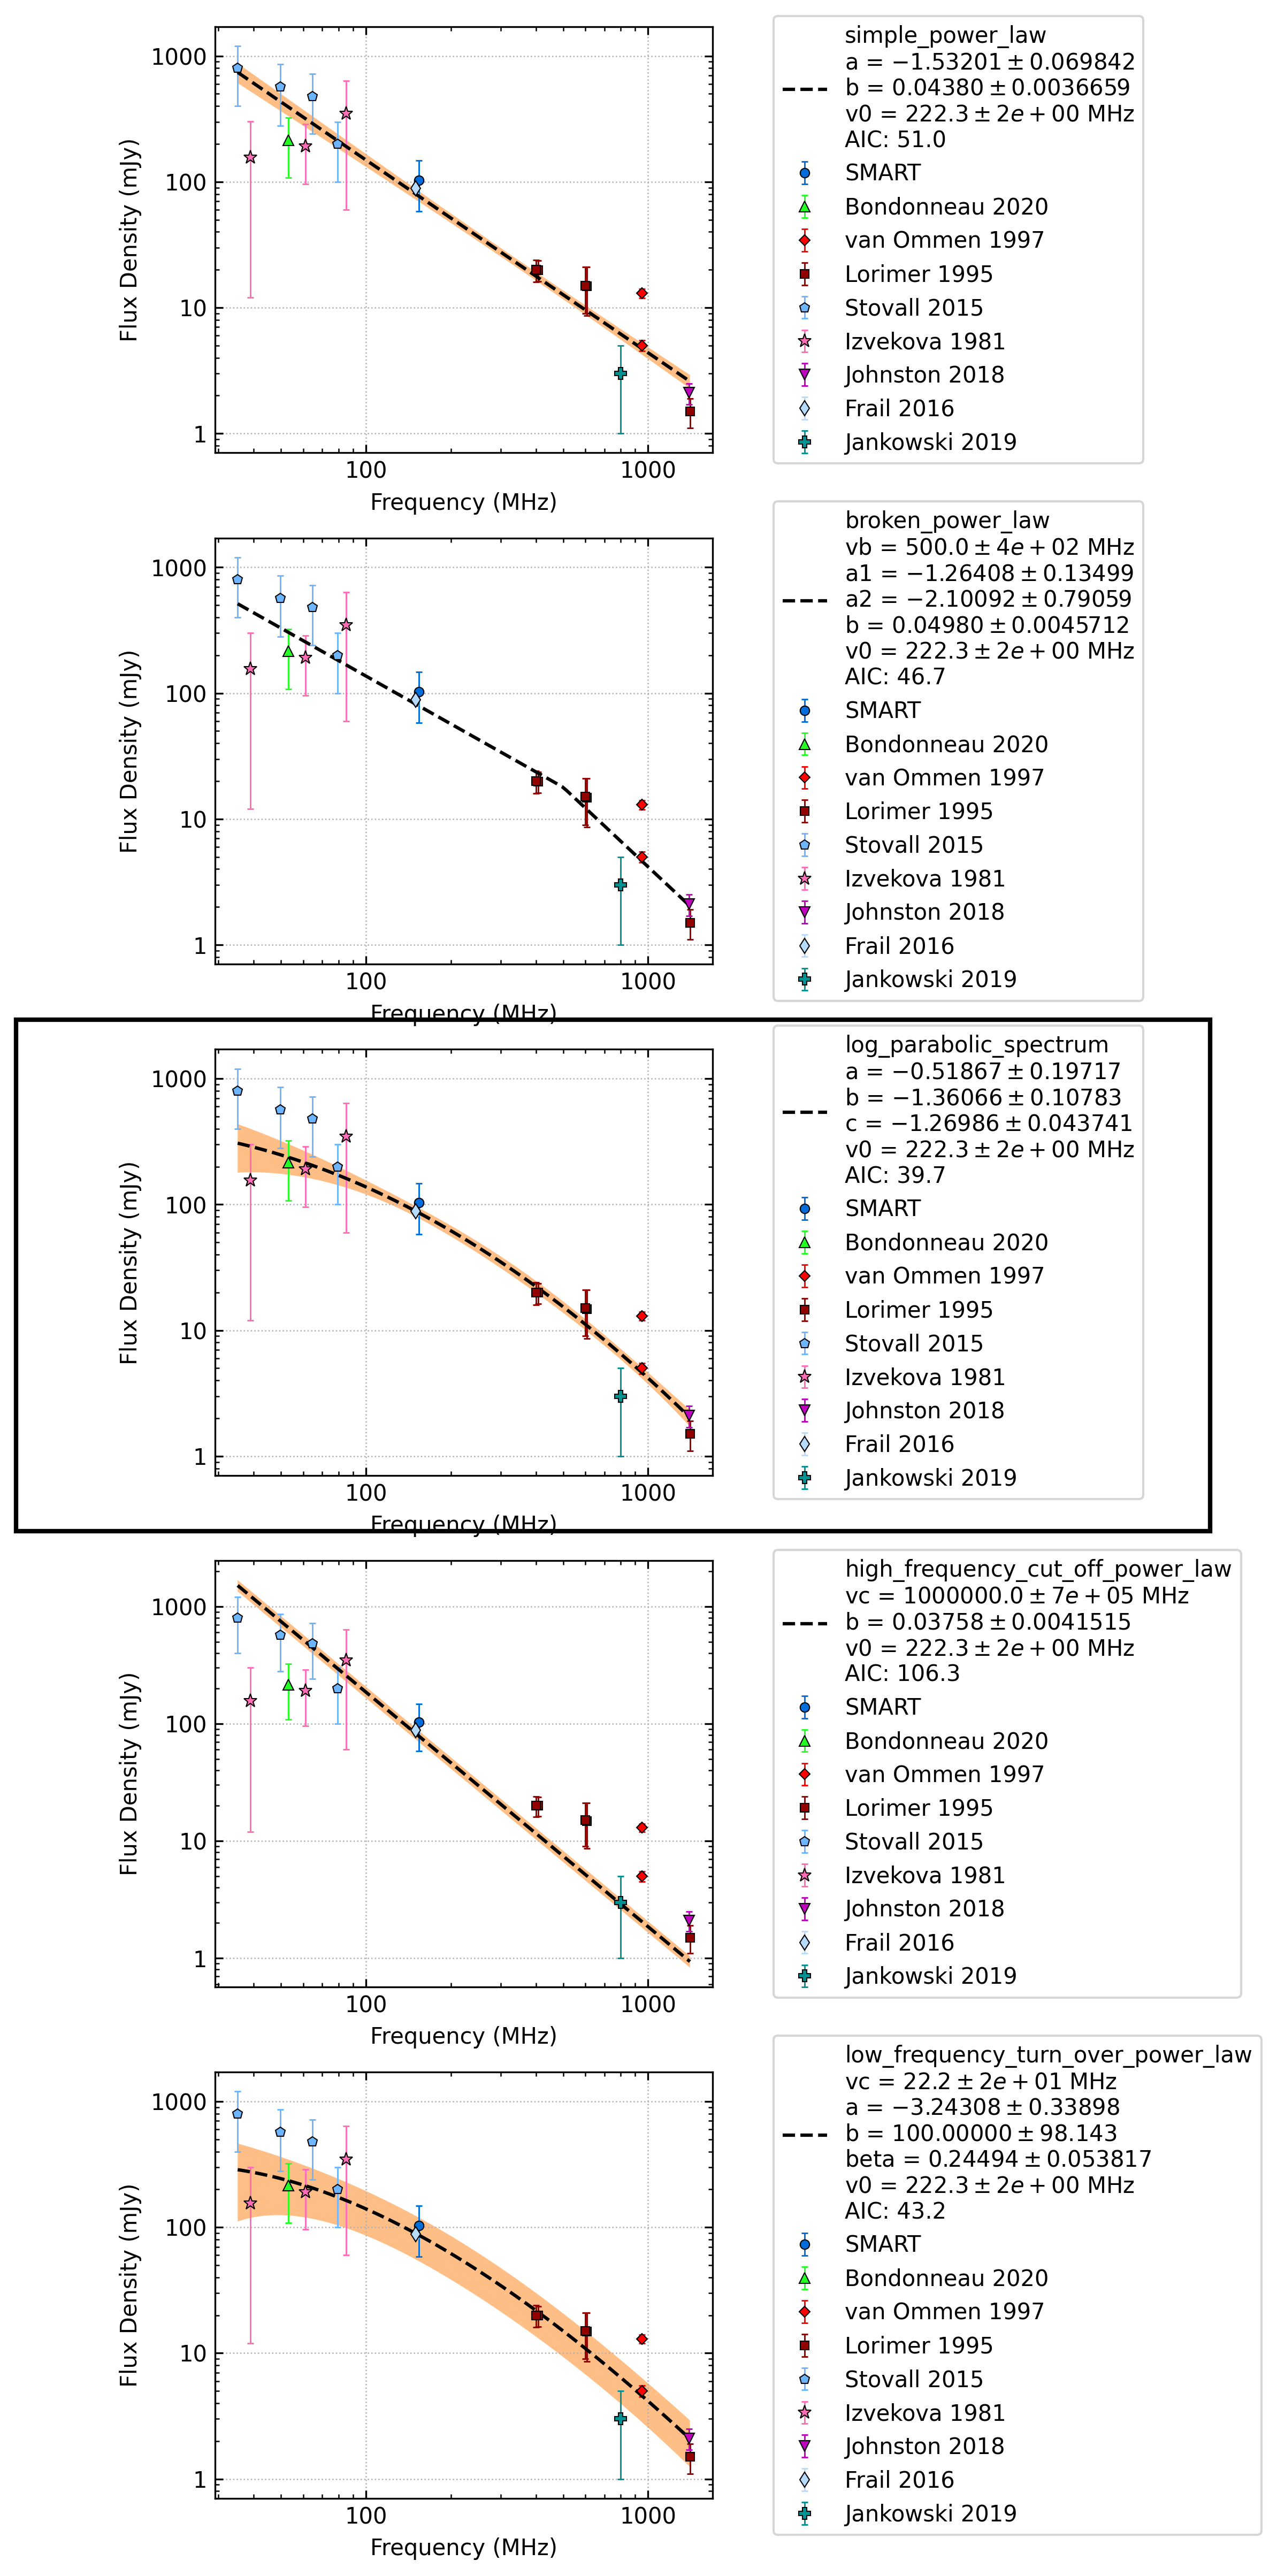 1000
100
10
1
Flux Density (mJy)
100 1000
Frequency (MHz)
simple_power_law
a = −1.53201 ± 0.069842
b = 0.04380 ± 0.0036659
v0 = 222.3 ± 2e + 00 MHz
AIC: 51.0
SMART
Bondonneau 2020
van Ommen 1997
Lorimer 1995
Stovall 2015
Izvekova 1981
Johnston 2018
Frail 2016
Jankowski 2019
1000
100
10
1
Flux Density (mJy)
100 1000
Frequency (MHz)
broken_power_law
vb = 500.0 ± 4e + 02 MHz
a1 = −1.26408 ± 0.13499
a2 = −2.10092 ± 0.79059
b = 0.04980 ± 0.0045712
v0 = 222.3 ± 2e + 00 MHz
AIC: 46.7
SMART
Bondonneau 2020
van Ommen 1997
Lorimer 1995
Stovall 2015
Izvekova 1981
Johnston 2018
Frail 2016
Jankowski 2019
1000
100
10
1
Flux Density (mJy)
100 1000
Frequency (MHz)
log_parabolic_spectrum
a = −0.51867 ± 0.19717
b = −1.36066 ± 0.10783
c = −1.26986 ± 0.043741
v0 = 222.3 ± 2e + 00 MHz
AIC: 39.7
SMART
Bondonneau 2020
van Ommen 1997
Lorimer 1995
Stovall 2015
Izvekova 1981
Johnston 2018
Frail 2016
Jankowski 2019
1000
100
10
1
Flux Density (mJy)
100 1000
Frequency (MHz)
high_frequency_cut_off_power_law
vc = 1000000.0 ± 7e + 05 MHz
b = 0.03758 ± 0.0041515
v0 = 222.3 ± 2e + 00 MHz
AIC: 106.3
SMART
Bondonneau 2020
van Ommen 1997
Lorimer 1995
Stovall 2015
Izvekova 1981
Johnston 2018
Frail 2016
Jankowski 2019
1000
100
10
1
Flux Density (mJy)
100 1000
Frequency (MHz)
low_frequency_turn_over_power_law
vc = 22.2 ± 2e + 01 MHz
a = −3.24308 ± 0.33898
b = 100.00000 ± 98.143
beta = 0.24494 ± 0.053817
v0 = 222.3 ± 2e + 00 MHz
AIC: 43.2
SMART
Bondonneau 2020
van Ommen 1997
Lorimer 1995
Stovall 2015
Izvekova 1981
Johnston 2018
Frail 2016
Jankowski 2019